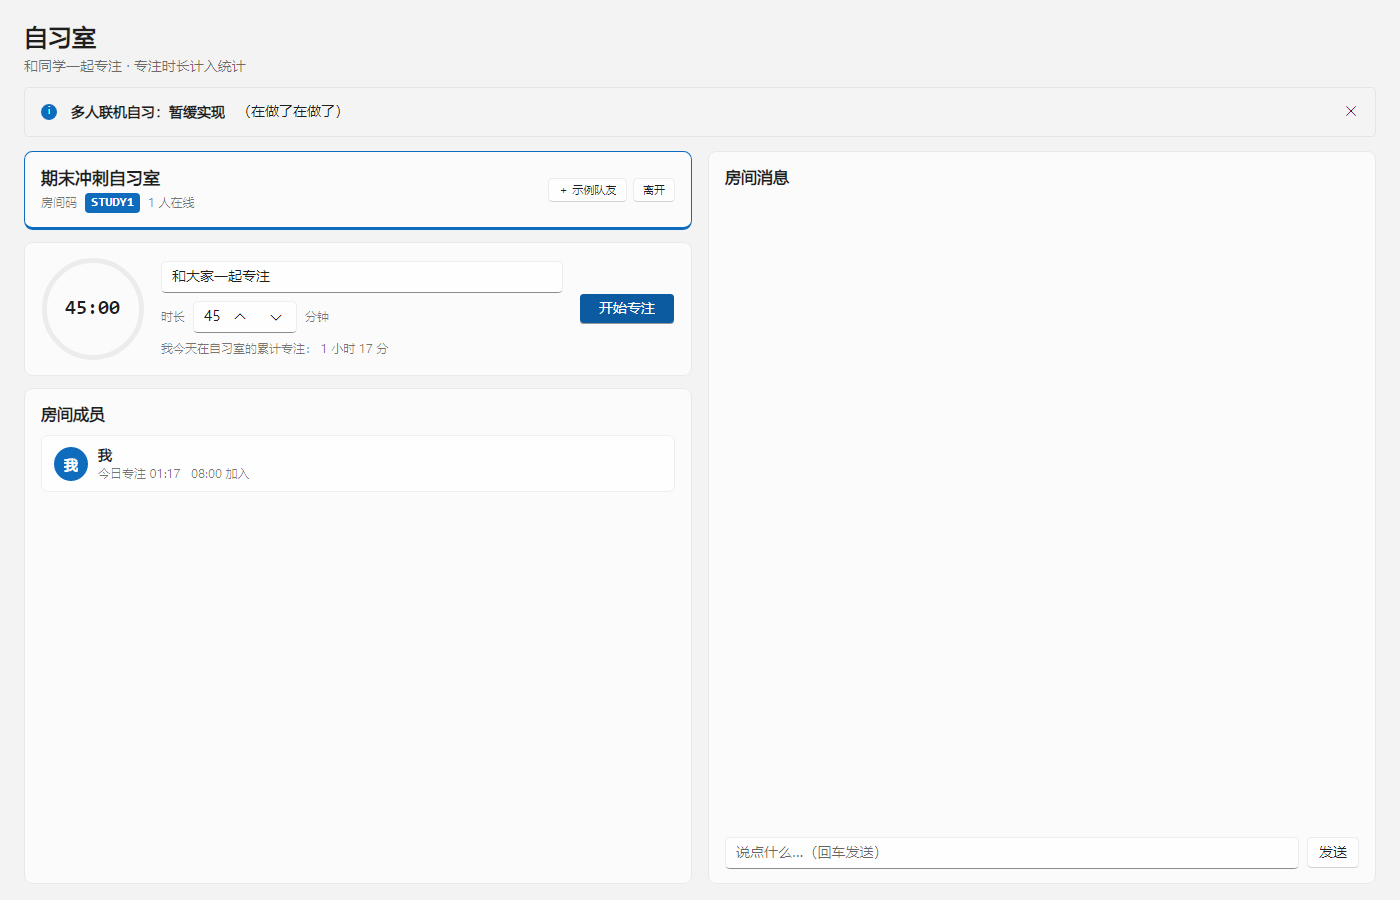 自习室
和同学一起专注 · 专注时长计入统计
多人联机自习：暂缓实现 （在做了在做了）
期末冲刺自习室
房间码 STUDY1 1 人在线
+ 示例队友 离开
45:00
和大家一起专注
时长 45 分钟
我今天在自习室的累计专注： 1 小时 17 分
开始专注
房间成员
我 我
今日专注 01:17 08:00 加入
房间消息
说点什么...（回车发送） 发送